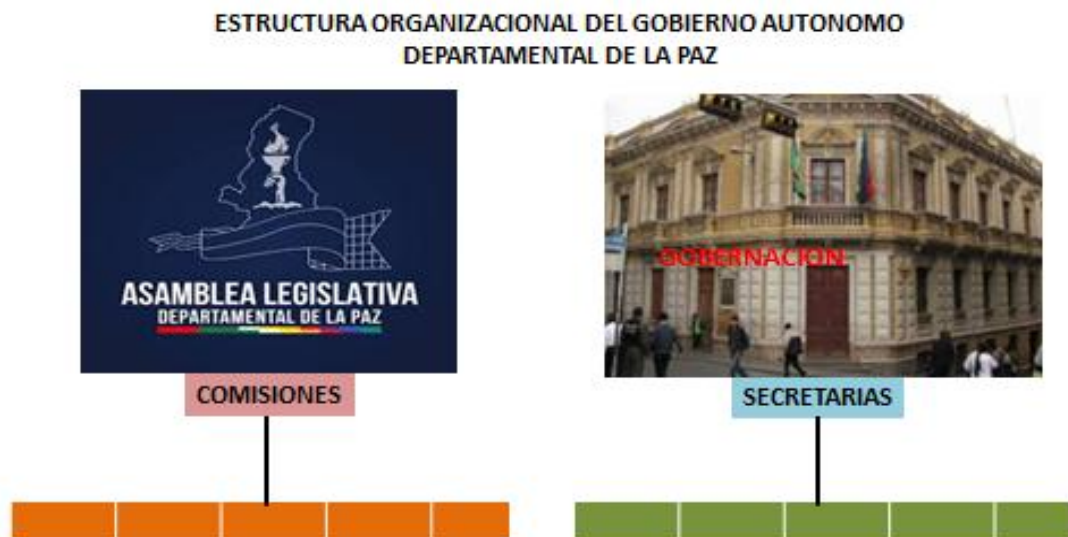 ESTRUCTURA ORGANIZACIONAL DEL GOBIERNO AUTONOMO
DEPARTAMENTAL DE LA PAZ
ASAMBLEA LEGISLATIVA
DEPARTAMENTAL DE LA PAZ
GOBERNACION
COMISIONES
SECRETARIAS